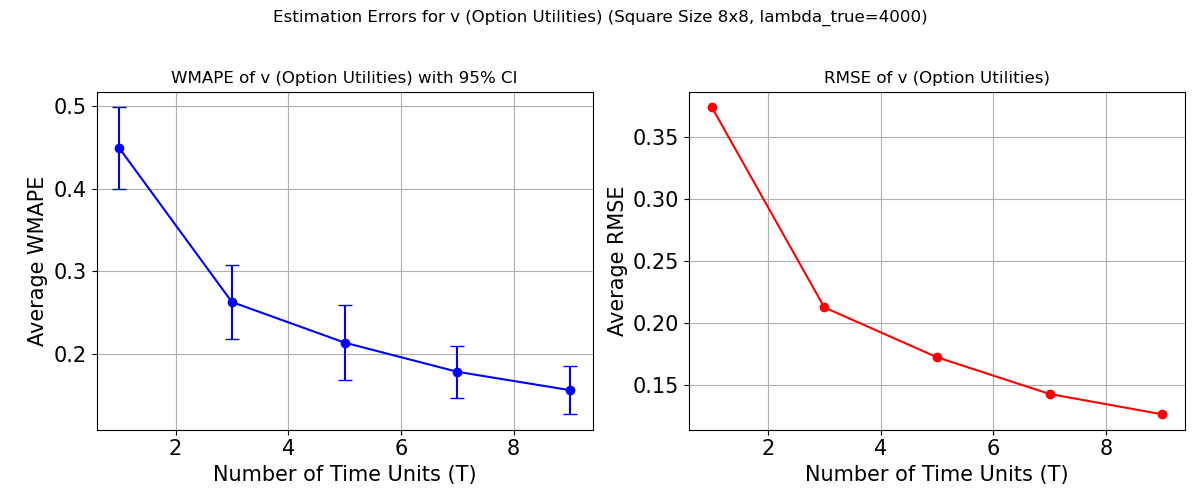 Estimation Errors for v (Option Utilities) (Square Size 8x8, lambda_true=4000)
WMAPE of v (Option Utilities) with 95% CI
Average WMAPE
0.5
0.4
0.3
0.2
2 4 6 8
Number of Time Units (T)
RMSE of v (Option Utilities)
Average RMSE
0.35
0.30
0.25
0.20
0.15
2 4 6 8
Number of Time Units (T)